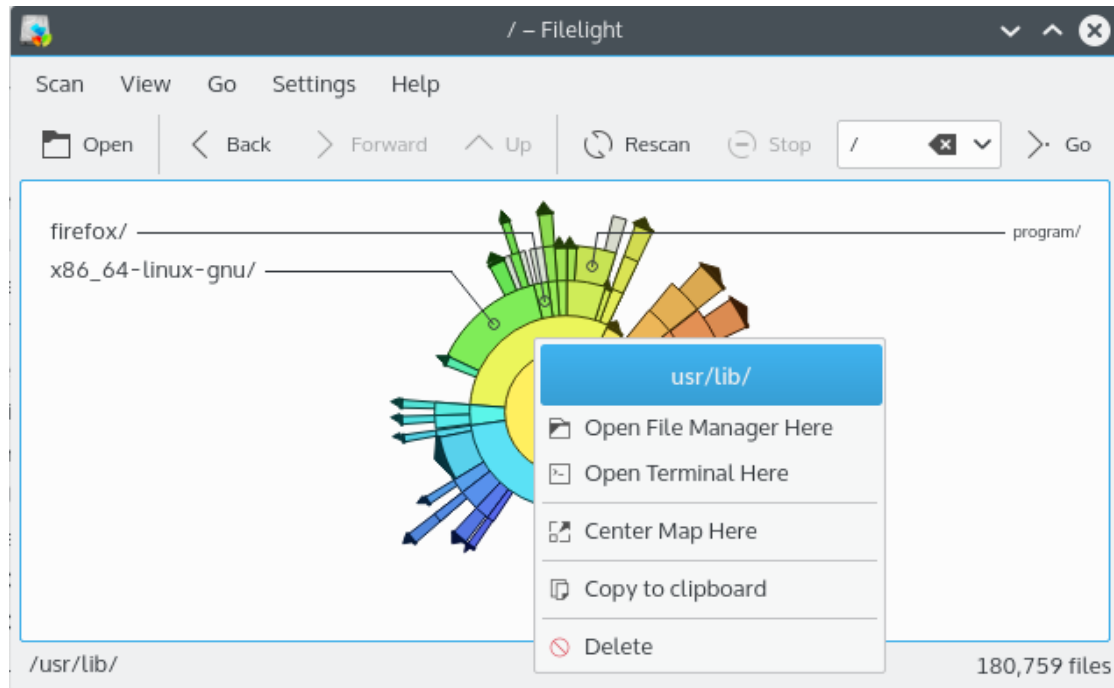 / – Filelight
Scan View Go Settings Help
Open Back Forward Up Rescan Stop / Go
firefox/ program/
x86_64-linux-gnu/
usr/lib/
Open File Manager Here
Open Terminal Here
Center Map Here
Copy to clipboard
Delete
/usr/lib/ 180,759 files